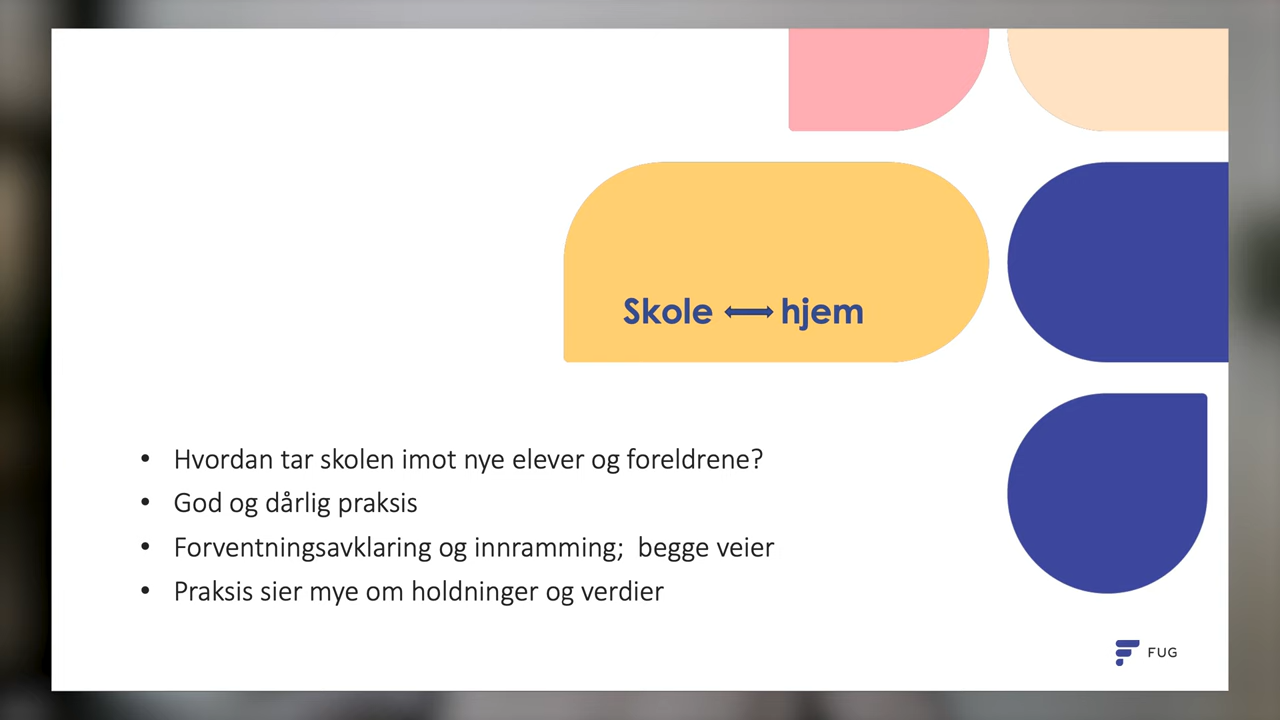 Skole hjem
• Hvordan tar skolen imot nye elever og foreldrene?
• God og dårlig praksis
• Forventningsavklaring og innramming;  begge veier
• Praksis sier mye om holdninger og verdier
FUG